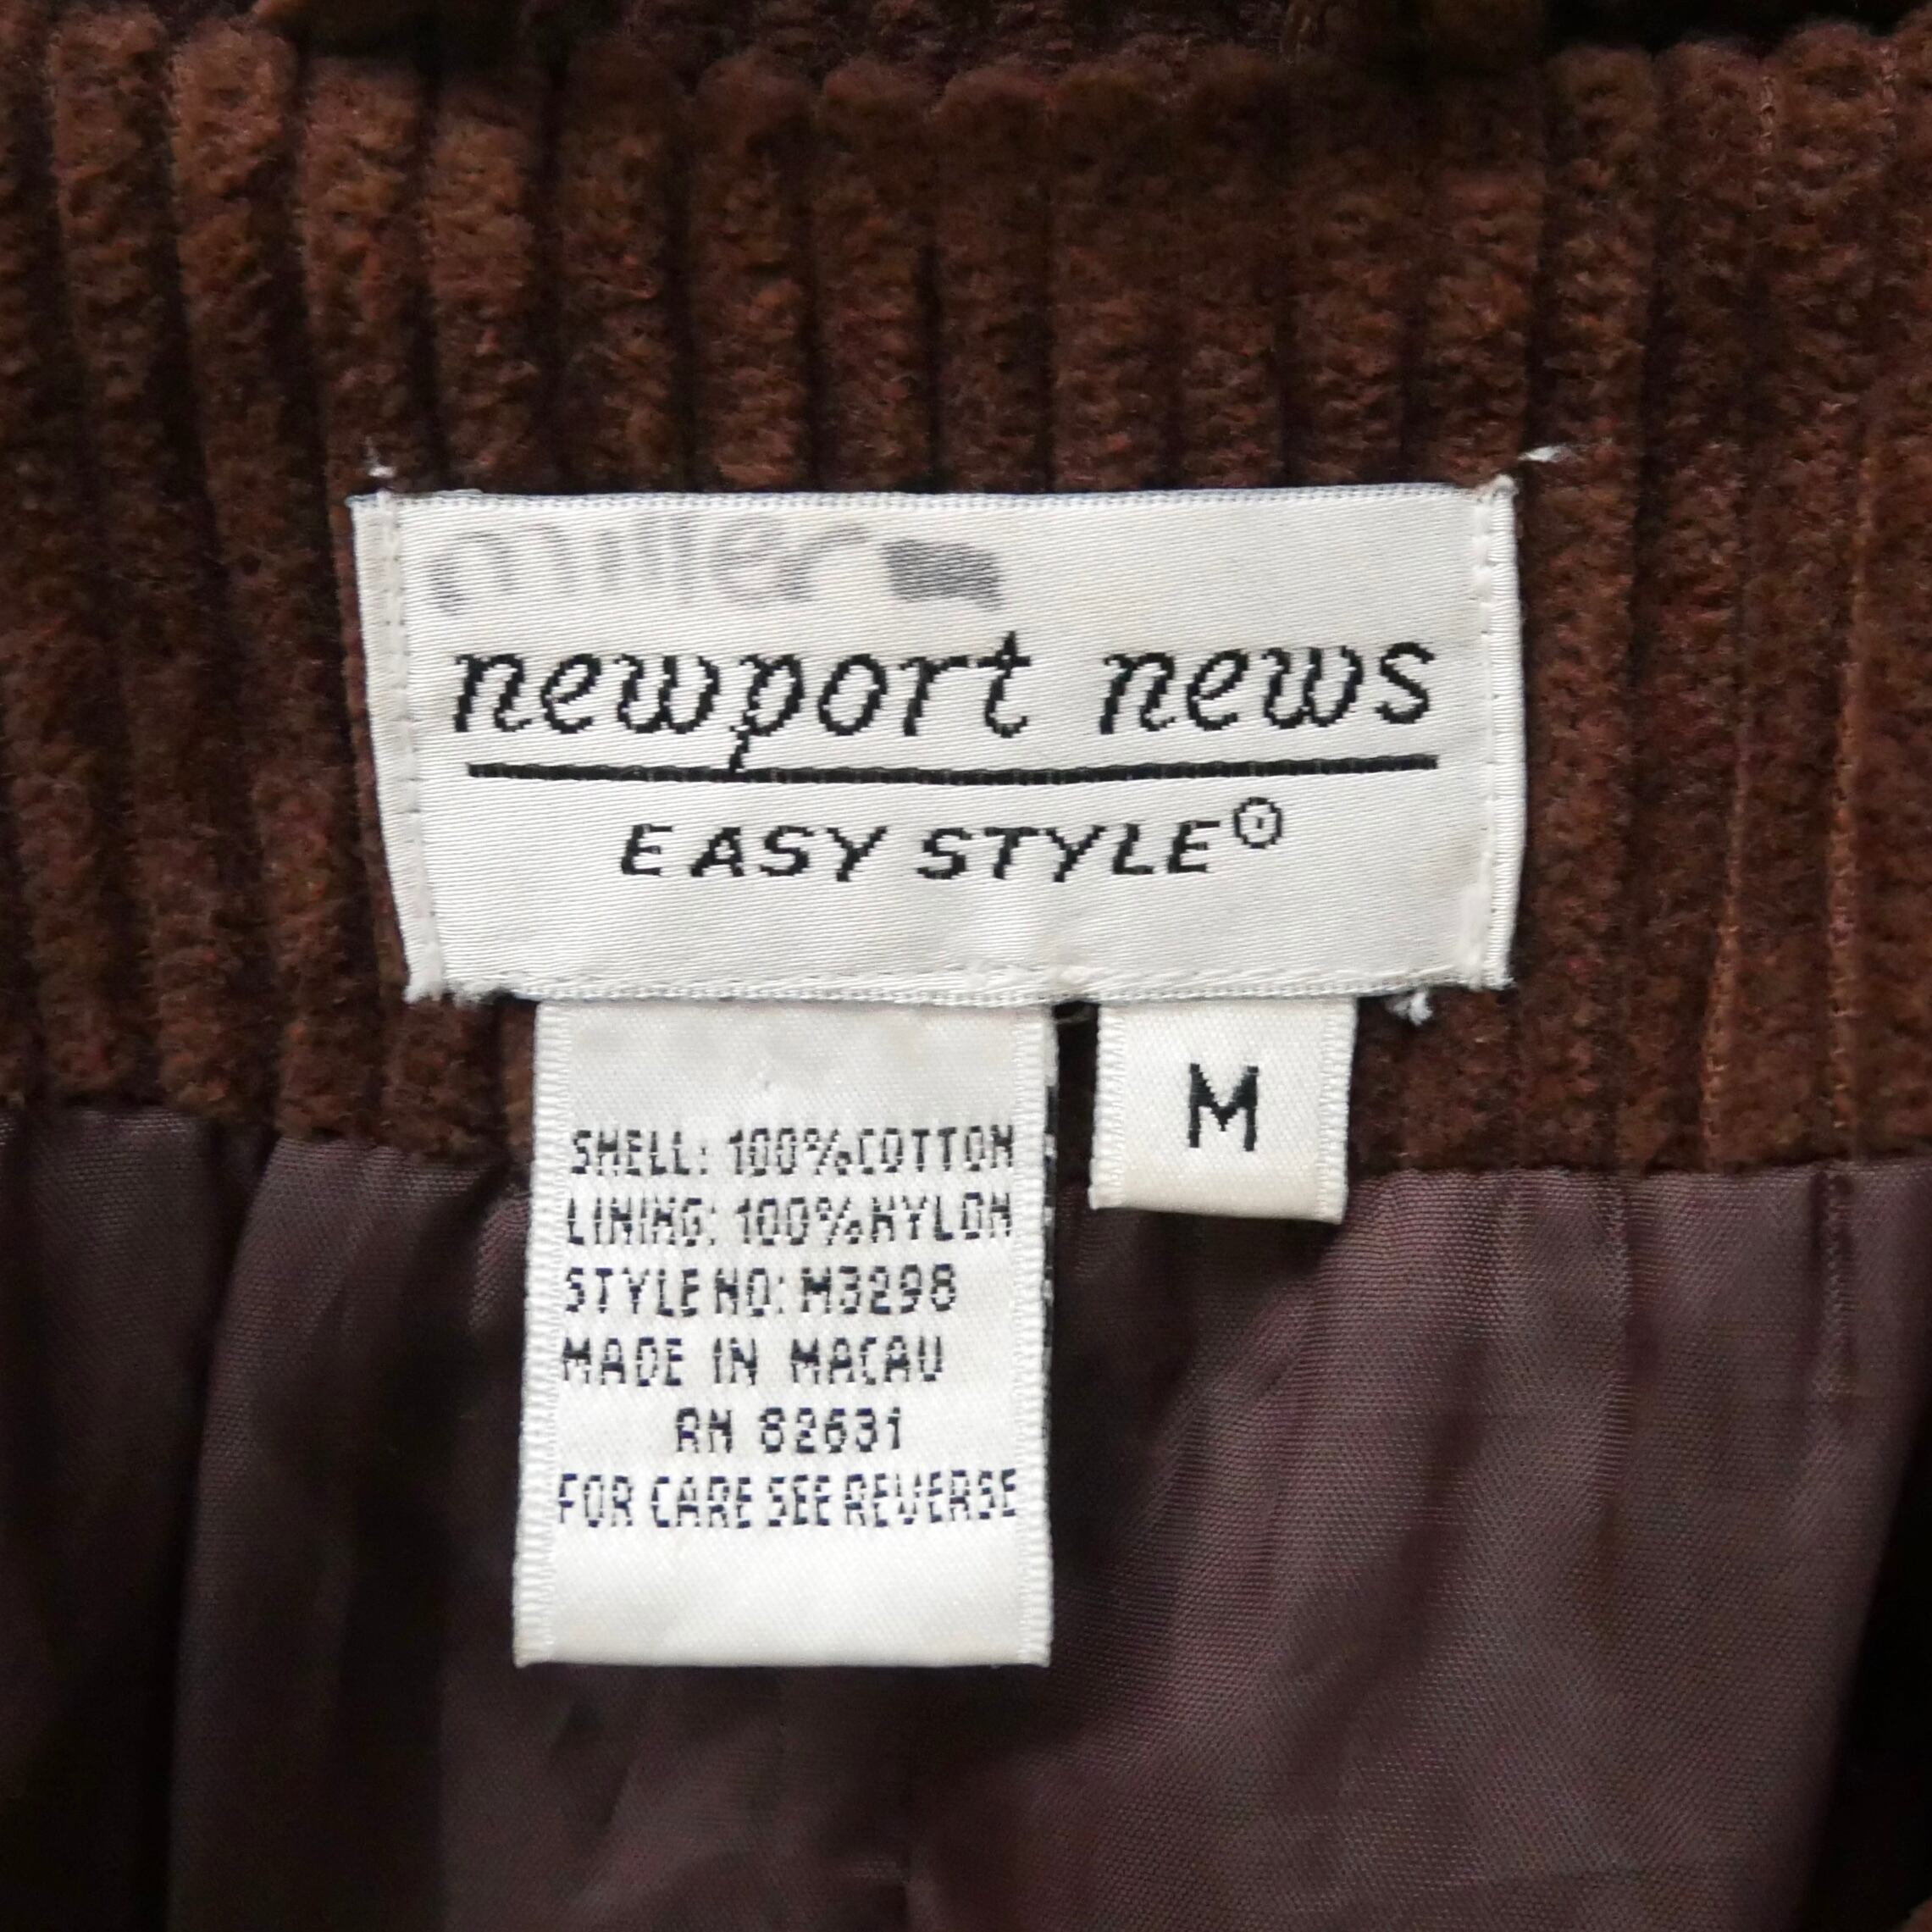 miller
newport news
EASY STYLE®
M
SHELL: 100% COTTON
LINING: 100% NYLON
STYLE NO: M3298
MADE IN MACAU
RN 82631
FOR CARE SEE REVERSE